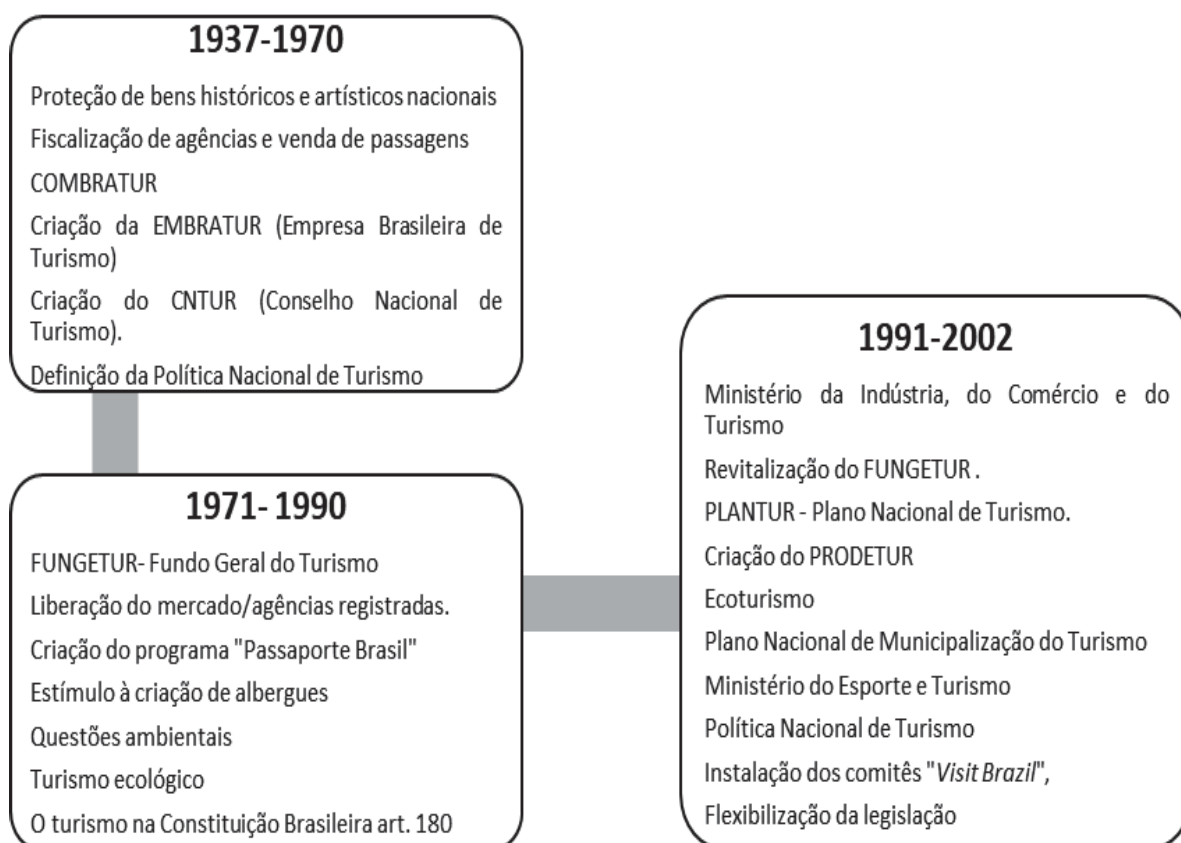 1937-1970
Proteção de bens históricos e artísticos nacionais
Fiscalização de agências e venda de passagens
COMBRATUR
Criação da EMBRATUR (Empresa Brasileira de
Turismo)
Criação do CNTUR (Conselho Nacional de
Turismo).
Definição da Política Nacional de Turismo
1971- 1990
FUNGETUR- Fundo Geral do Turismo
Liberação do mercado/agências registradas.
Criação do programa "Passaporte Brasil"
Estímulo à criação de albergues
Questões ambientais
Turismo ecológico
O turismo na Constituição Brasileira art. 180
1991-2002
Ministério da Indústria, do Comércio e do
Turismo
Revitalização do FUNGETUR .
PLANTUR - Plano Nacional de Turismo.
Criação do PRODETUR
Ecoturismo
Plano Nacional de Municipalização do Turismo
Ministério do Esporte e Turismo
Política Nacional de Turismo
Instalação dos comitês "Visit Brazil",
Flexibilização da legislação